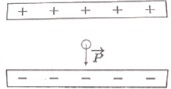 + + + + +
P
− − − − −